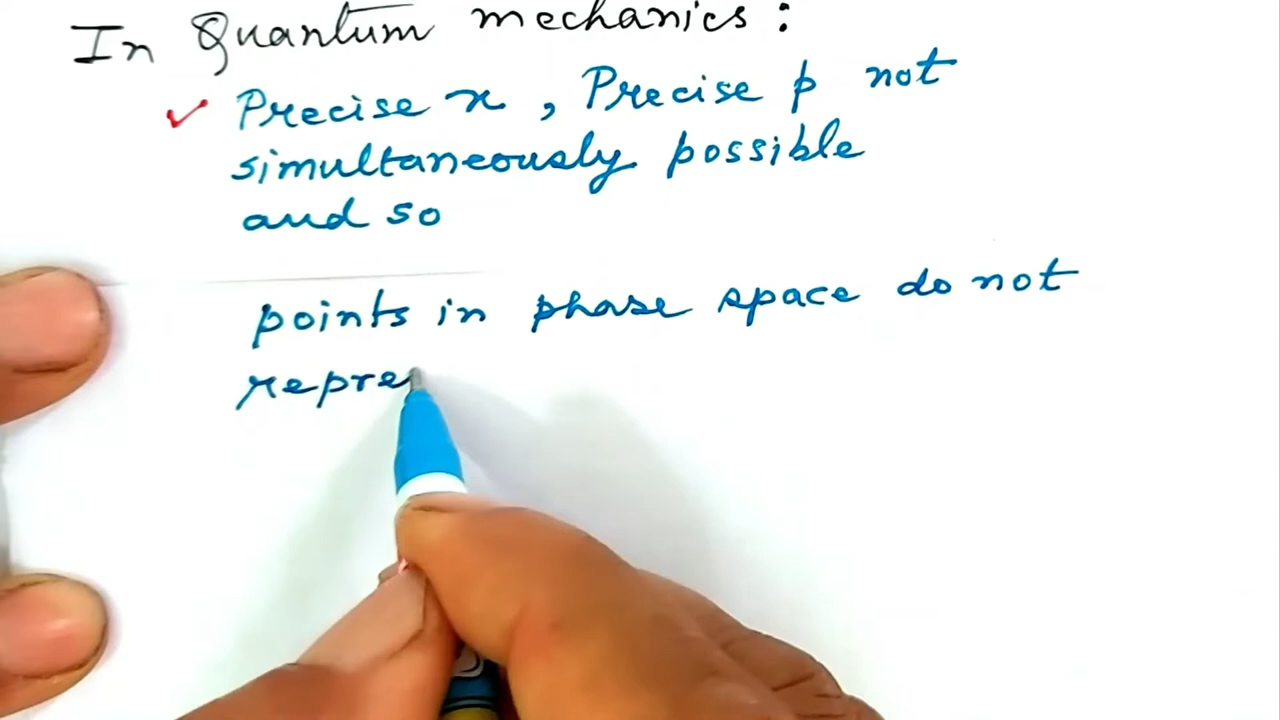 In Quantum mechanics:
Precise x, Precise p not
simultaneously possible
and so
points in phase space do not
repre